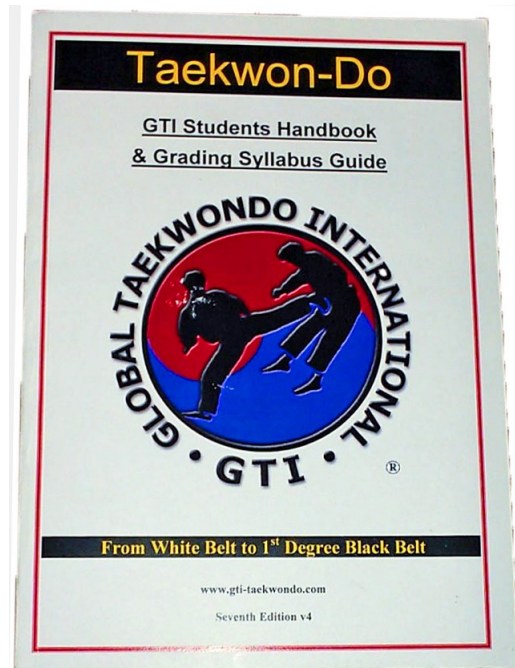 Taekwon-Do
GTI Students Handbook
& Grading Syllabus Guide
GLOBAL TAEKWONDO INTERNATIONAL
• GTI •
®
From White Belt to 1st Degree Black Belt
www.gti-taekwondo.com
Seventh Edition v4